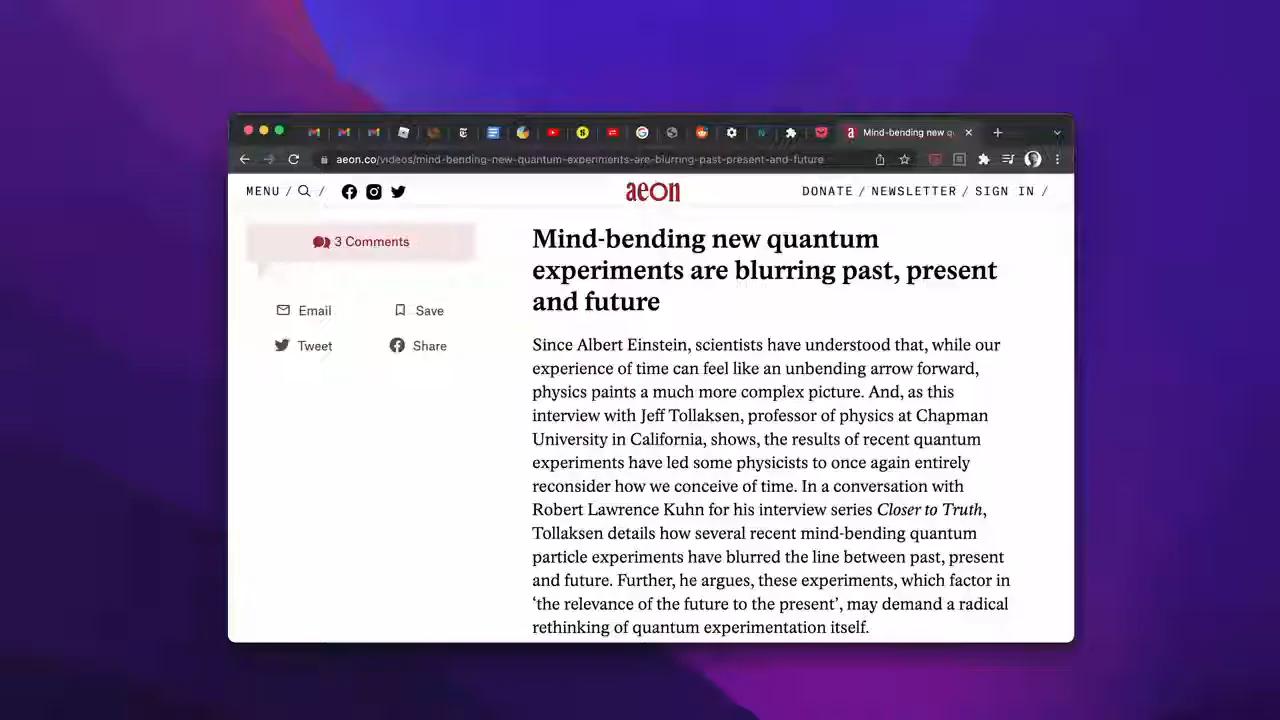 Mind-bending new q
aeon.co/videos/mind-bending-new-quantum-experiments-are-blurring-past-present-and-future
MENU / /
aeon
DONATE / NEWSLETTER / SIGN IN /
3 Comments
Email
Save
Tweet
Share
Mind-bending new quantum
experiments are blurring past, present
and future
Since Albert Einstein, scientists have understood that, while our
experience of time can feel like an unbending arrow forward,
physics paints a much more complex picture. And, as this
interview with Jeff Tollaksen, professor of physics at Chapman
University in California, shows, the results of recent quantum
experiments have led some physicists to once again entirely
reconsider how we conceive of time. In a conversation with
Robert Lawrence Kuhn for his interview series Closer to Truth,
Tollaksen details how several recent mind-bending quantum
particle experiments have blurred the line between past, present
and future. Further, he argues, these experiments, which factor in
‘the relevance of the future to the present’, may demand a radical
rethinking of quantum experimentation itself.